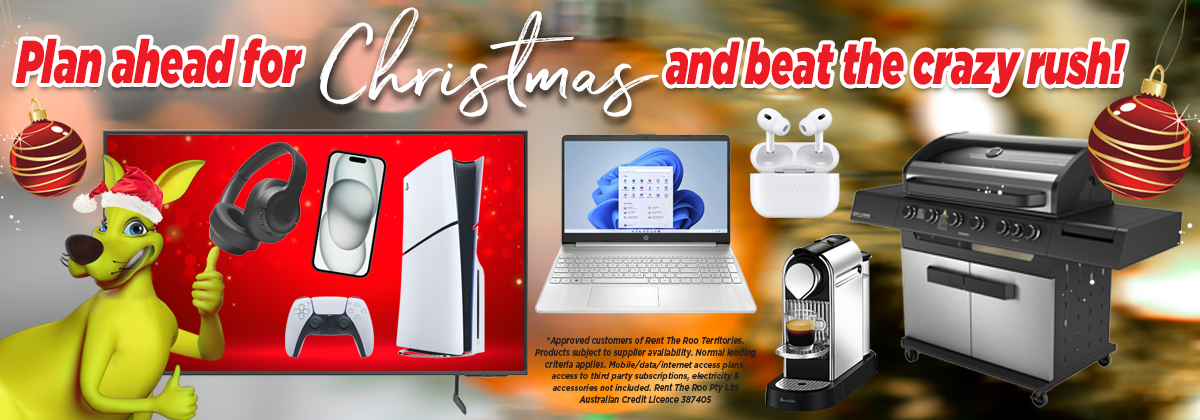 Plan ahead for Christmas and beat the crazy rush!
*Approved customers of Rent The Roo Territories.
Products subject to supplier availability. Normal lending
criteria applies. Mobile/data/internet access plans,
access to third party subscriptions, electricity &
accessories not included. Rent The Roo Pty Ltd
Australian Credit Licence 387405
hp
Breville